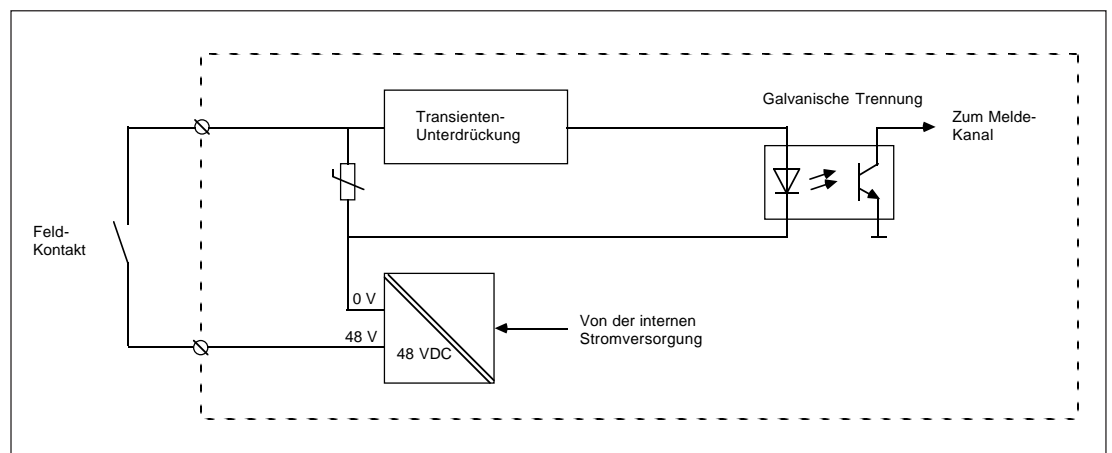 Galvanische Trennung
Transienten-
Unterdrückung
Zum Melde-
Kanal
Feld-
Kontakt
0 V
48 V
48 VDC
Von der internen
Stromversorgung